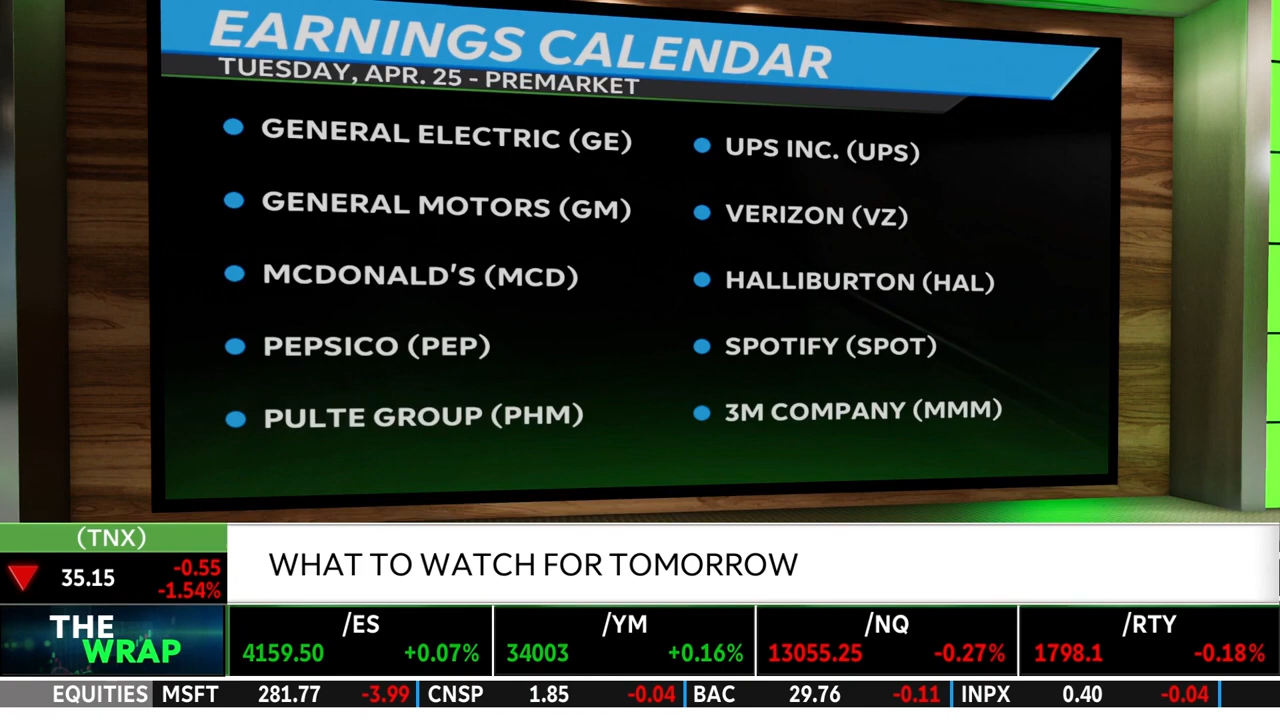 EARNINGS CALENDAR
TUESDAY, APR. 25 - PREMARKET
GENERAL ELECTRIC (GE)
GENERAL MOTORS (GM)
MCDONALD'S (MCD)
PEPSICO (PEP)
PULTE GROUP (PHM)
UPS INC. (UPS)
VERIZON (VZ)
HALLIBURTON (HAL)
SPOTIFY (SPOT)
3M COMPANY (MMM)
(TNX)
35.15
-0.55
-1.54%
WHAT TO WATCH FOR TOMORROW
THE
WRAP
/ES
4159.50 +0.07%
/YM
34003 +0.16%
/NQ
13055.25 -0.27%
/RTY
1798.1 -0.18%
EQUITIES MSFT 281.77 -3.99 CNSP 1.85 -0.04 BAC 29.76 -0.11 INPX 0.40 -0.04